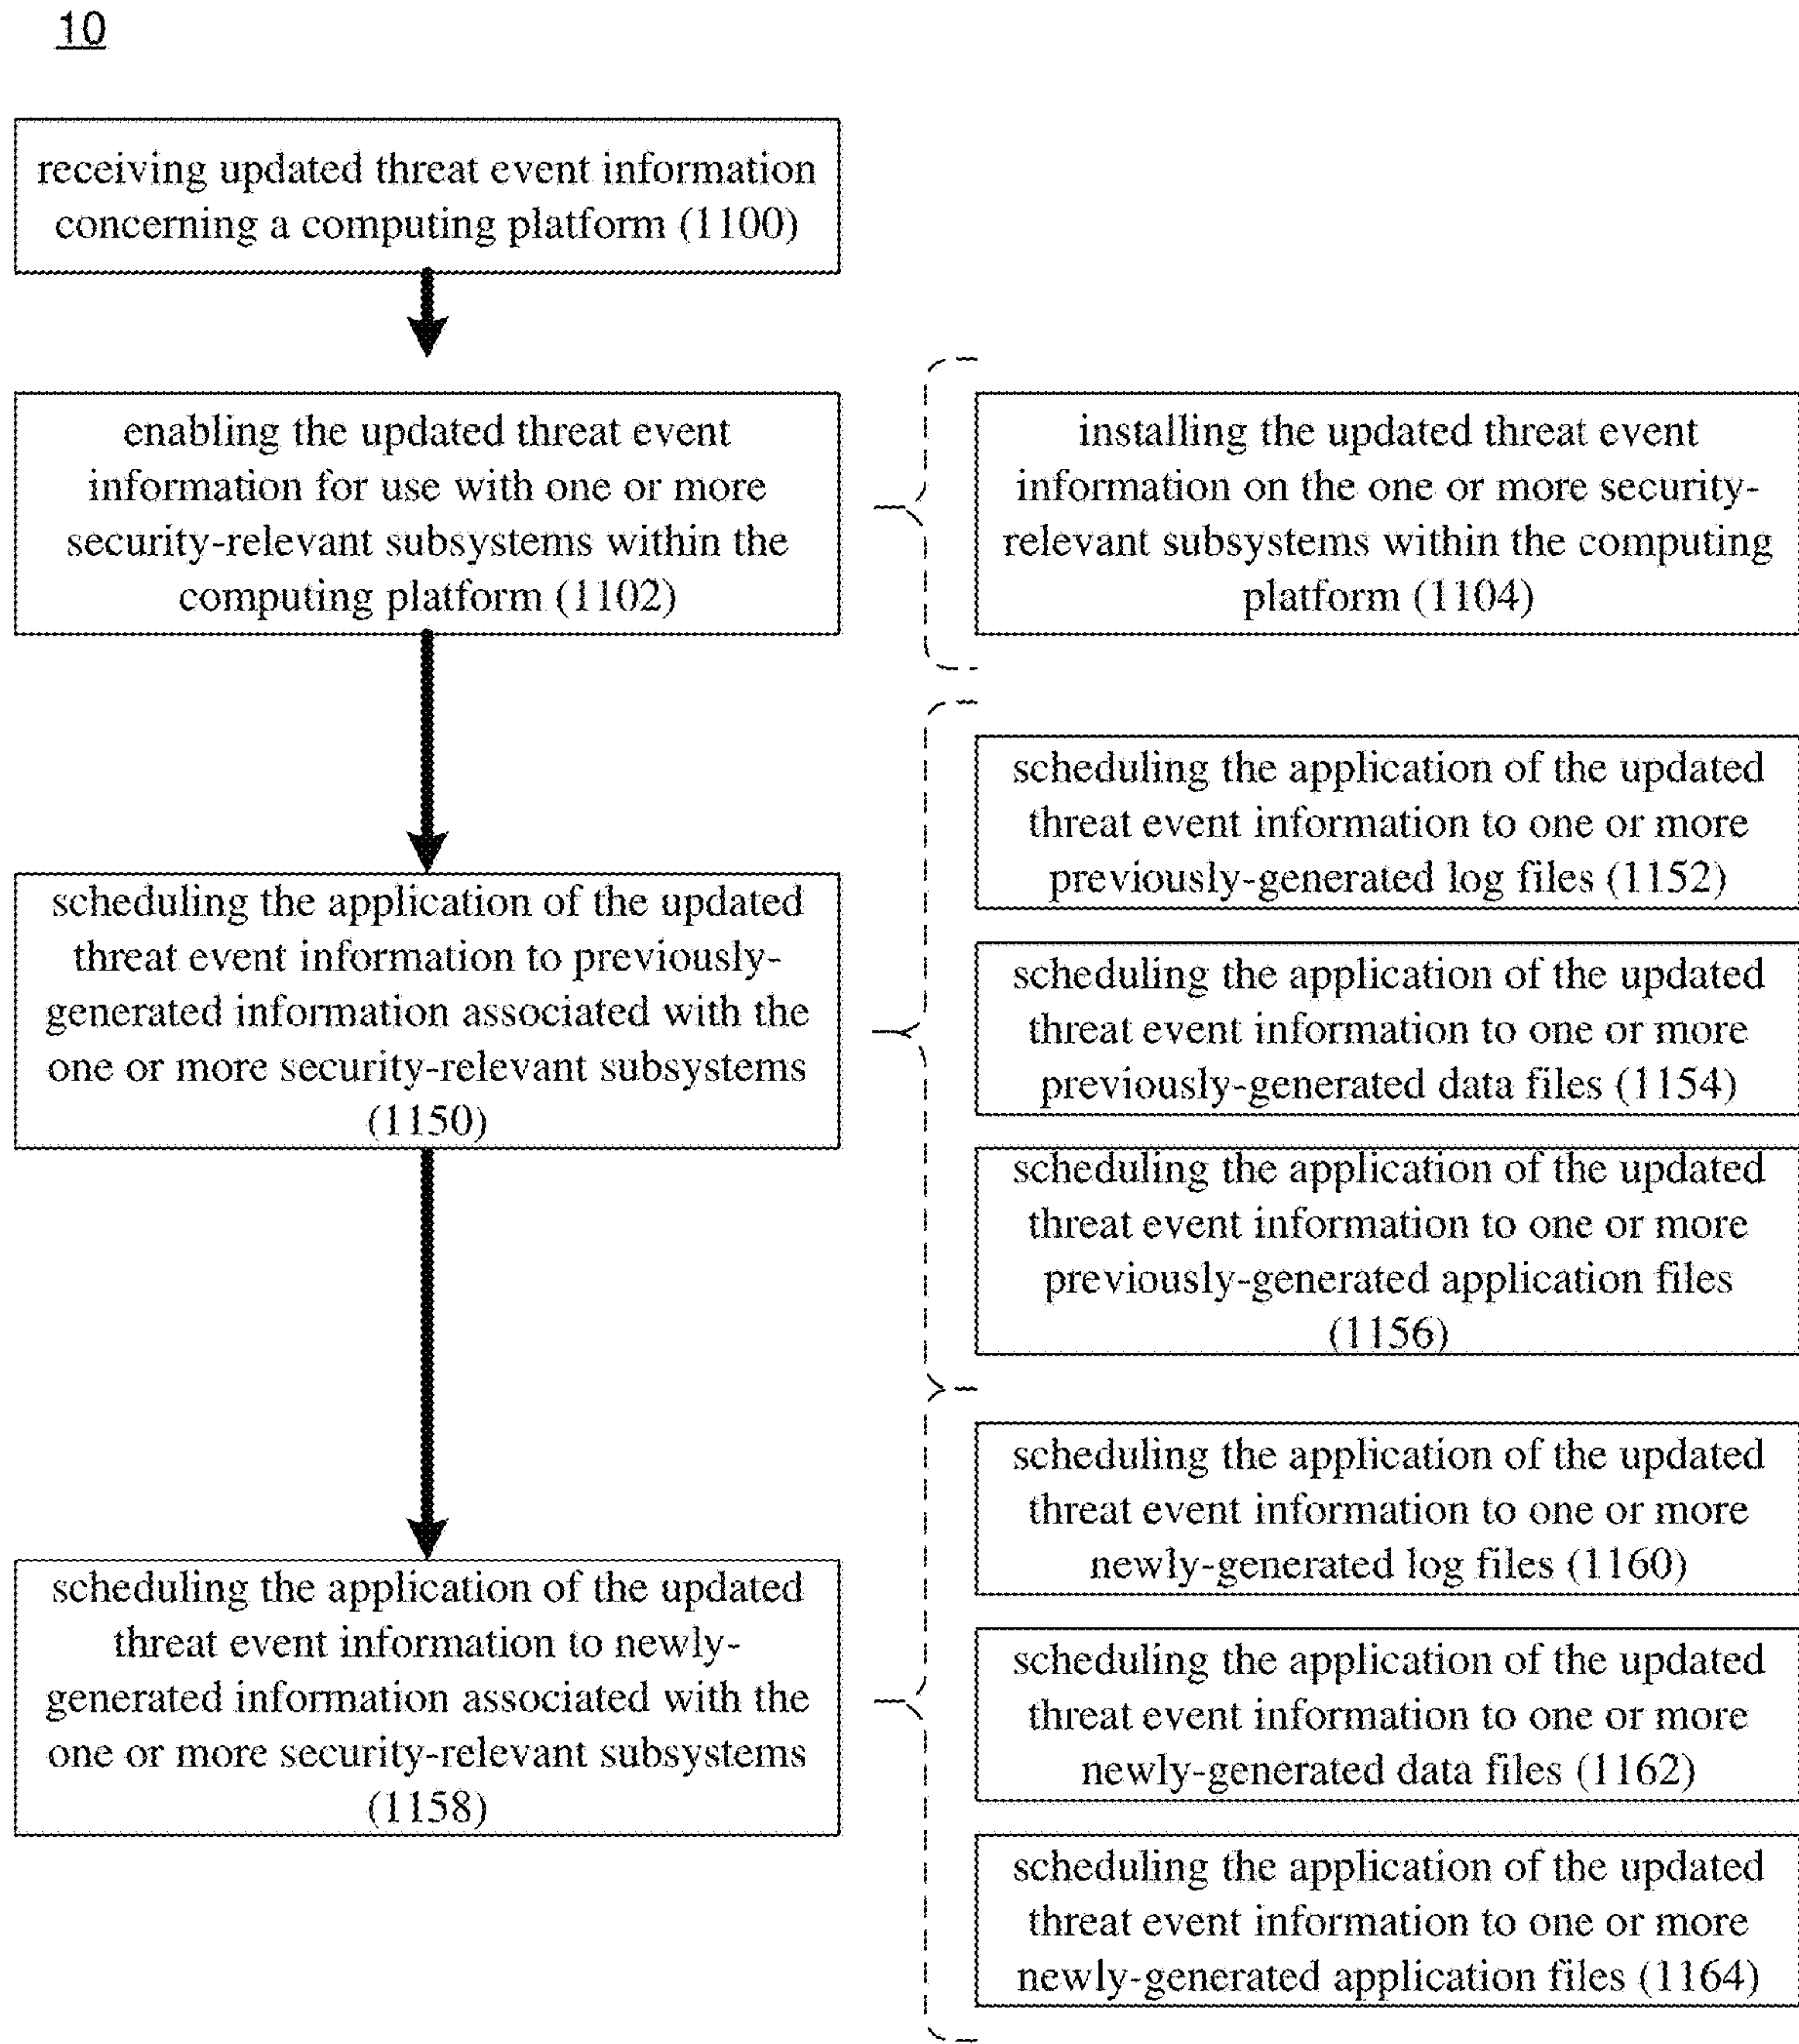 10
receiving updated threat event information
concerning a computing platform (1100)
enabling the updated threat event
information for use with one or more
security-relevant subsystems within the
computing platform (1102)
installing the updated threat event
information on the one or more security-
relevant subsystems within the computing
platform (1104)
scheduling the application of the updated
threat event information to previously-
generated information associated with the
one or more security-relevant subsystems
(1150)
scheduling the application of the updated
threat event information to one or more
previously-generated log files (1152)
scheduling the application of the updated
threat event information to one or more
previously-generated data files (1154)
scheduling the application of the updated
threat event information to one or more
previously-generated application files
(1156)
scheduling the application of the updated
threat event information to newly-
generated information associated with the
one or more security-relevant subsystems
(1158)
scheduling the application of the updated
threat event information to one or more
newly-generated log files (1160)
scheduling the application of the updated
threat event information to one or more
newly-generated data files (1162)
scheduling the application of the updated
threat event information to one or more
newly-generated application files (1164)